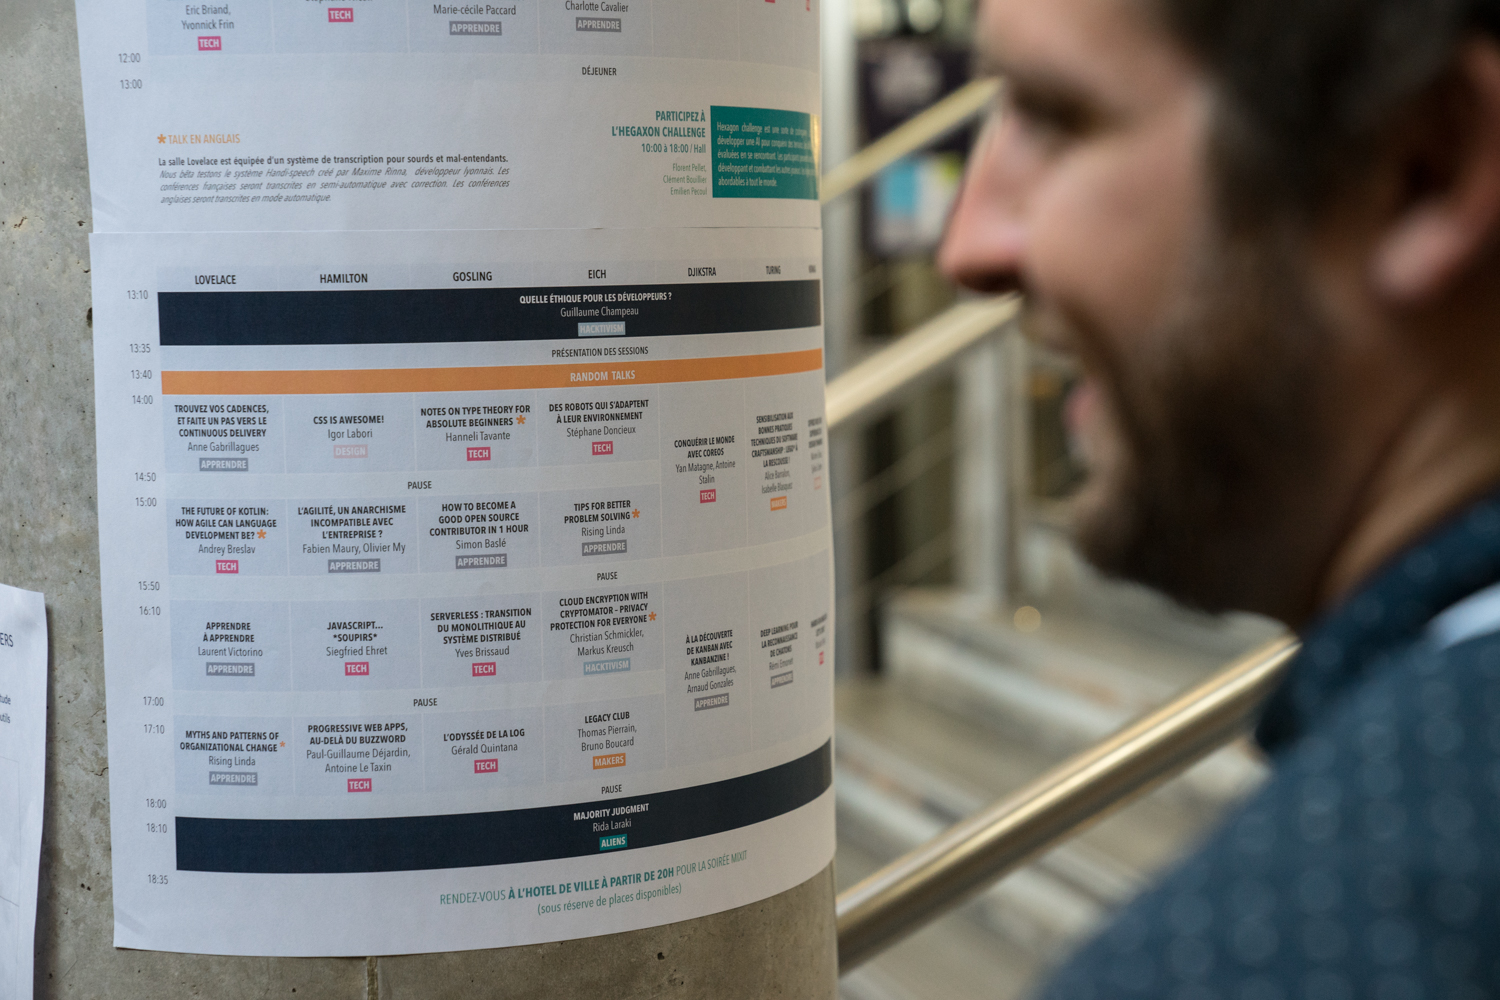 Eric Briand,
Yvonnick Frin
TECH
TECH
Marie-cécile Paccard
APPRENDRE
Charlotte Cavalier
APPRENDRE
12:00
DÉJEUNER
13:00
* TALK EN ANGLAIS
La salle Lovelace est équipée d'un système de transcription pour sourds et mal-entendants.
Nous bêta testons le système Handi-speech créé par Maxime Rinna, développeur lyonnais. Les
conférences françaises seront transcrites en semi-automatique avec correction. Les conférences
anglaises seront transcrites en mode automatique.
PARTICIPEZ À
L'HEGAXON CHALLENGE
10:00 à 18:00 / Hall
Florent Pellet,
Clément Bouillier
Emilien Pecoul
Hexagon challenge est une sorte de
développer une AI pour conquérir des
évaluées en se rencontrant. Les participants
développant et combattant les autres
abordables à tout le monde.
LOVELACE
HAMILTON
GOSLING
EICH
DJIKSTRA
TURING
13:10
QUELLE ÉTHIQUE POUR LES DÉVELOPPEURS ?
Guillaume Champeau
HACKTIVISM
13:35
PRÉSENTATION DES SESSIONS
13:40
RANDOM TALKS
14:00
TROUVEZ VOS CADENCES,
ET FAITE UN PAS VERS LE
CONTINUOUS DELIVERY
Anne Gabrillagues
APPRENDRE
CSS IS AWESOME!
Igor Labori
DESIGN
NOTES ON TYPE THEORY FOR
ABSOLUTE BEGINNERS *
Hanneli Tavante
TECH
DES ROBOTS QUI S'ADAPTENT
À LEUR ENVIRONNEMENT
Stéphane Doncieux
TECH
CONQUÉRIR LE MONDE
AVEC COREOS
Yan Matagne, Antoine
Stalin
TECH
SENSIBILISATION AUX
BONNES PRATIQUES
TECHNIQUES DU SOFTWARE
CRAFTSMANSHIP : LEGO® À
LA RESCOUSSE !
Alice Barralon,
Isabelle Blasquez
MAKERS
14:50
PAUSE
15:00
THE FUTURE OF KOTLIN:
HOW AGILE CAN LANGUAGE
DEVELOPMENT BE? *
Andrey Breslav
TECH
L'AGILITÉ, UN ANARCHISME
INCOMPATIBLE AVEC
L'ENTREPRISE ?
Fabien Maury, Olivier My
APPRENDRE
HOW TO BECOME A
GOOD OPEN SOURCE
CONTRIBUTOR IN 1 HOUR
Simon Baslé
APPRENDRE
TIPS FOR BETTER
PROBLEM SOLVING *
Rising Linda
APPRENDRE
15:50
PAUSE
16:10
APPRENDRE
À APPRENDRE
Laurent Victorino
APPRENDRE
JAVASCRIPT...
*SOUPIRS*
Siegfried Ehret
TECH
SERVERLESS : TRANSITION
DU MONOLITHIQUE AU
SYSTÈME DISTRIBUÉ
Yves Brissaud
TECH
CLOUD ENCRYPTION WITH
CRYPTOMATOR - PRIVACY
PROTECTION FOR EVERYONE *
Christian Schmickler,
Markus Kreusch
HACKTIVISM
À LA DÉCOUVERTE
DE KANBAN AVEC
KANBANZINE !
Anne Gabrillagues,
Arnaud Gonzales
APPRENDRE
DEEP LEARNING POUR
LA RECONNAISSANCE
DE CHATONS
Rémi Emonet
APPRENDRE
17:00
PAUSE
17:10
MYTHS AND PATTERNS OF
ORGANIZATIONAL CHANGE *
Rising Linda
APPRENDRE
PROGRESSIVE WEB APPS,
AU-DELÀ DU BUZZWORD
Paul-Guillaume Déjardin,
Antoine Le Taxin
TECH
L'ODYSSÉE DE LA LOG
Gérald Quintana
TECH
LEGACY CLUB
Thomas Pierrain,
Bruno Boucard
MAKERS
18:00
PAUSE
18:10
MAJORITY JUDGMENT
Rida Laraki
ALIENS
18:35
RENDEZ-VOUS À L'HOTEL DE VILLE À PARTIR DE 20H POUR LA SOIRÉE MIXIT
(sous réserve de places disponibles)
ERS